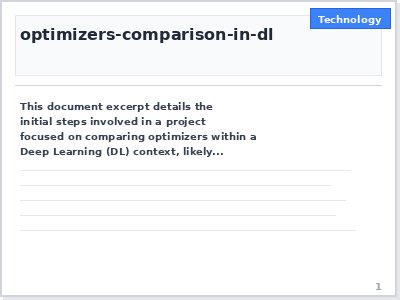 Technology
optimizers-comparison-in-dl
This document excerpt details the
initial steps involved in a project
focused on comparing optimizers within a
Deep Learning (DL) context, likely...
1